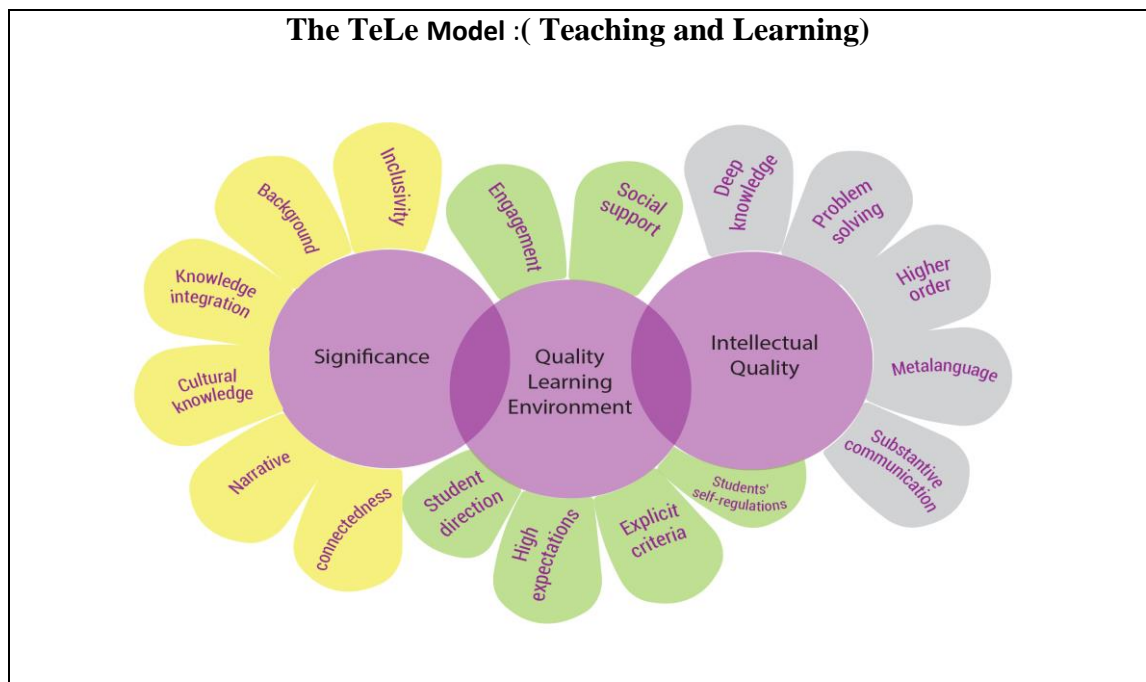 The TeLe Model :( Teaching and Learning)
Inclusivity
Background
Knowledge
integration
Cultural
knowledge
Narrative
connectedness
Significance
Engagement
Social
support
Quality
Learning
Environment
Student
direction
High
expectations
Explicit
criteria
Students'
self-regulations
Intellectual
Quality
Deep
knowledge
Problem
solving
Higher
order
Metalanguage
Substantive
communication